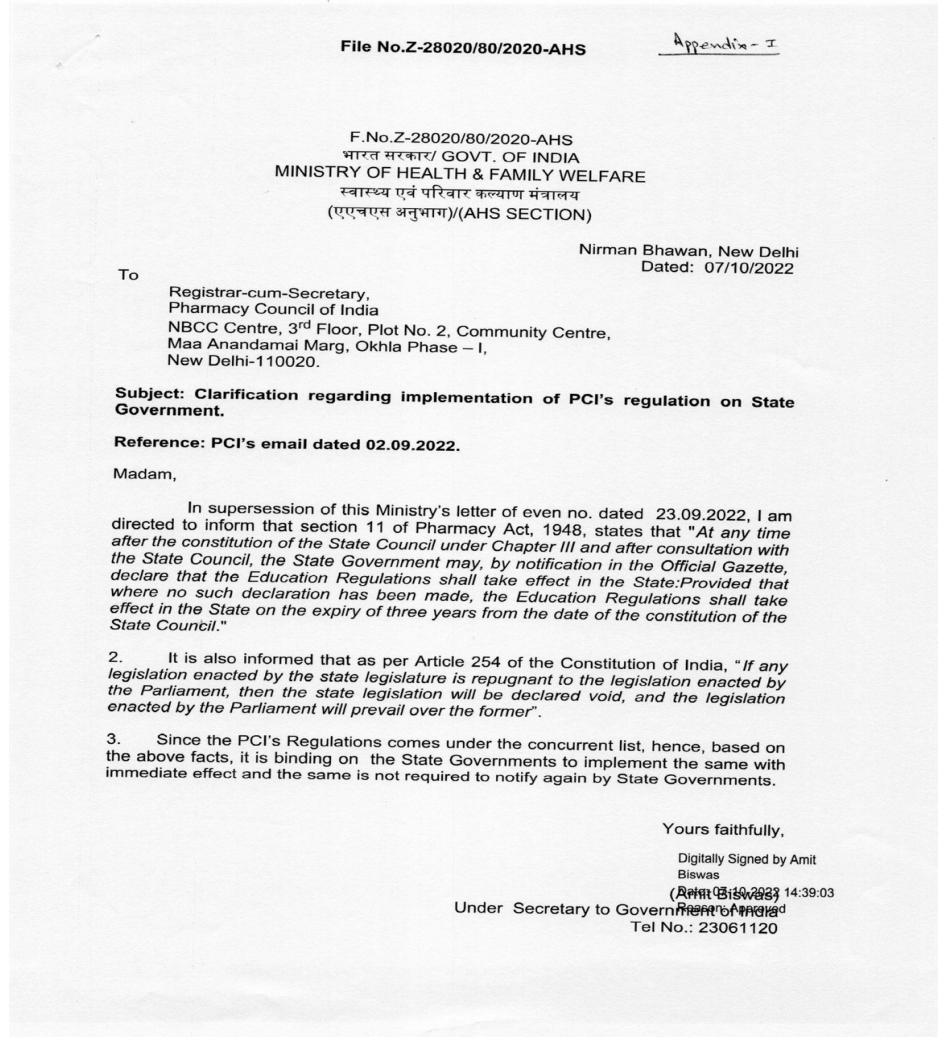 File No.Z-28020/80/2020-AHS
Appendix - I
F.No.Z-28020/80/2020-AHS
भारत सरकार/ GOVT. OF INDIA
MINISTRY OF HEALTH & FAMILY WELFARE
स्वास्थ्य एवं परिवार कल्याण मंत्रालय
(एएचएस अनुभाग)/(AHS SECTION)
Nirman Bhawan, New Delhi
Dated: 07/10/2022
To
Registrar-cum-Secretary,
Pharmacy Council of India
NBCC Centre, 3rd Floor, Plot No. 2, Community Centre,
Maa Anandamai Marg, Okhla Phase – I,
New Delhi-110020.
Subject: Clarification regarding implementation of PCI's regulation on State
Government.
Reference: PCI's email dated 02.09.2022.
Madam,
In supersession of this Ministry's letter of even no. dated 23.09.2022, I am
directed to inform that section 11 of Pharmacy Act, 1948, states that "At any time
after the constitution of the State Council under Chapter III and after consultation with
the State Council, the State Government may, by notification in the Official Gazette,
declare that the Education Regulations shall take effect in the State:Provided that
where no such declaration has been made, the Education Regulations shall take
effect in the State on the expiry of three years from the date of the constitution of the
State Council."
2. It is also informed that as per Article 254 of the Constitution of India, "If any
legislation enacted by the state legislature is repugnant to the legislation enacted by
the Parliament, then the state legislation will be declared void, and the legislation
enacted by the Parliament will prevail over the former".
3. Since the PCI's Regulations comes under the concurrent list, hence, based on
the above facts, it is binding on the State Governments to implement the same with
immediate effect and the same is not required to notify again by State Governments.
Yours faithfully,
Digitally Signed by Amit
Biswas
(Amit Biswas)
Date: 07-10-2022 14:39:03
Under Secretary to Government of India
Reason: Approved
Tel No.: 23061120